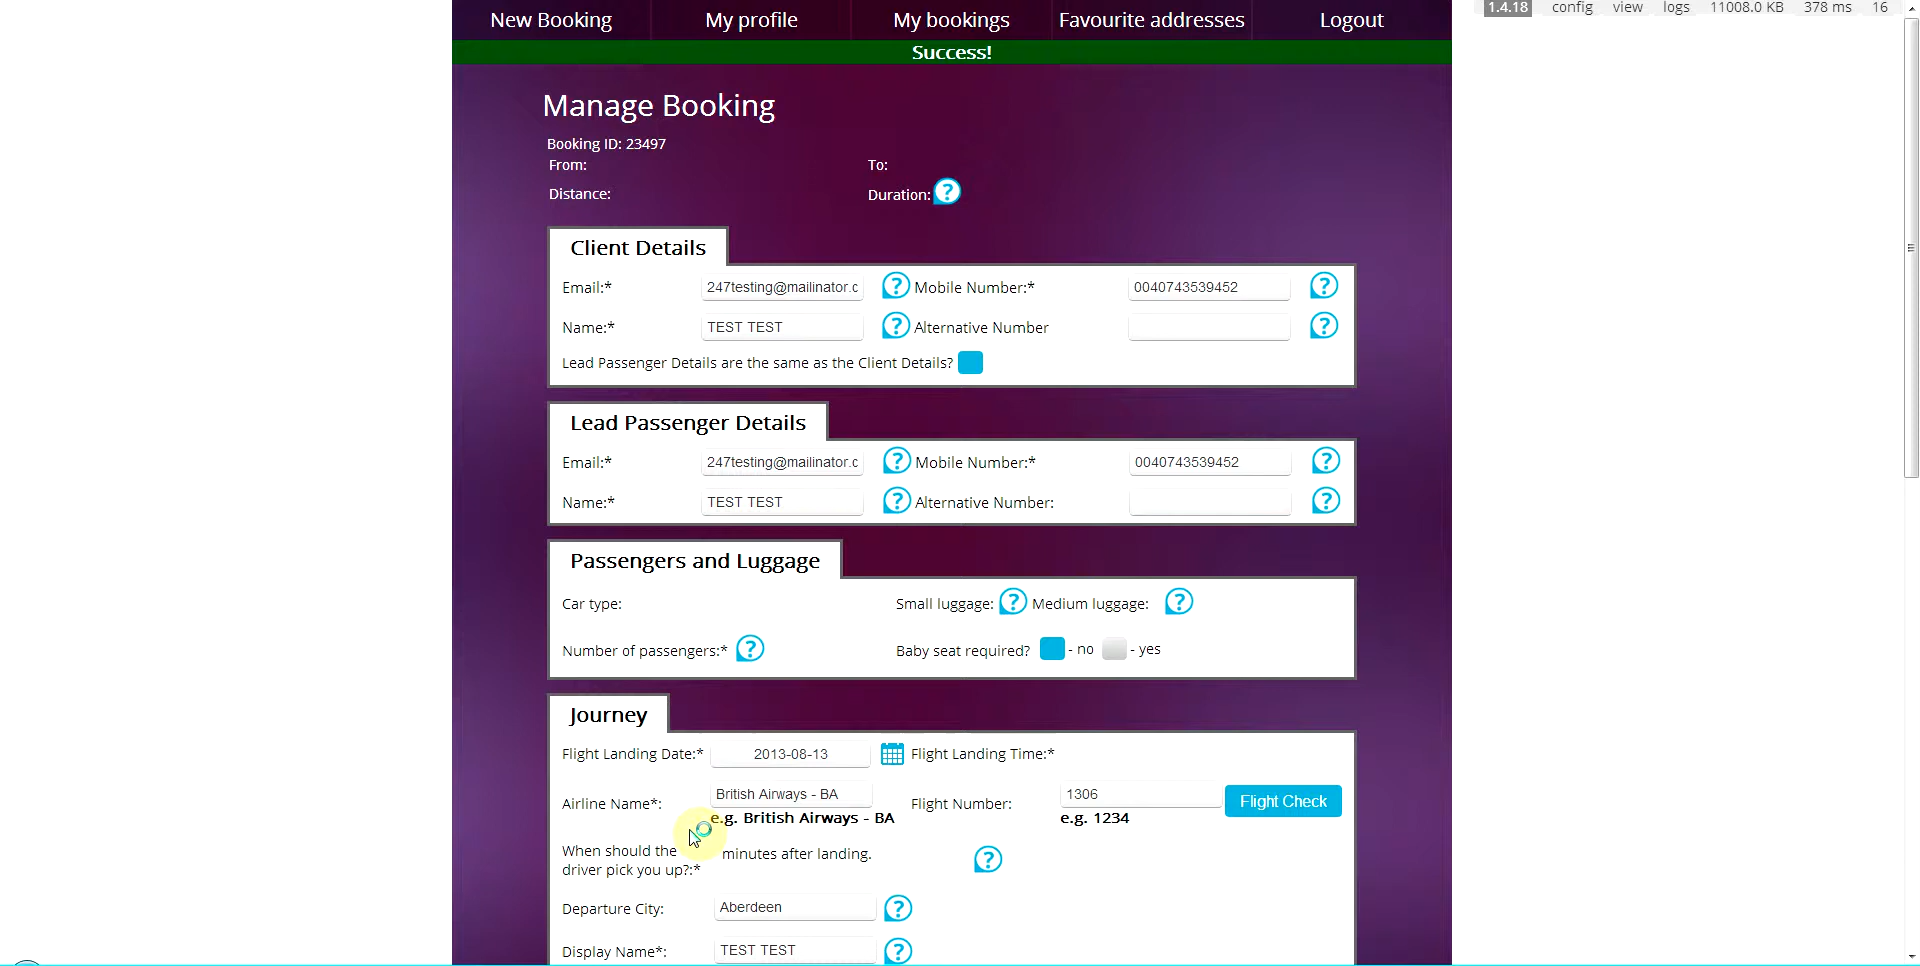 New Booking My profile My bookings Favourite addresses Logout
1.4.18 config view logs 11008.0 KB 378 ms 16
Success!
Manage Booking
Booking ID: 23497
From: To:
Distance: Duration: ?
Client Details
Email:* 247testing@mailinator.c ? Mobile Number:* 0040743539452 ?
Name:* TEST TEST ? Alternative Number ?
Lead Passenger Details are the same as the Client Details?
Lead Passenger Details
Email:* 247testing@mailinator.c ? Mobile Number:* 0040743539452 ?
Name:* TEST TEST ? Alternative Number: ?
Passengers and Luggage
Car type: Small luggage: ? Medium luggage: ?
Number of passengers:* ? Baby seat required? - no - yes
Journey
Flight Landing Date:* 2013-08-13 Flight Landing Time:*
Airline Name*: British Airways - BA Flight Number: 1306 Flight Check
e.g. British Airways - BA e.g. 1234
When should the
driver pick you up?:* minutes after landing. ?
Departure City: Aberdeen ?
Display Name*: TEST TEST ?